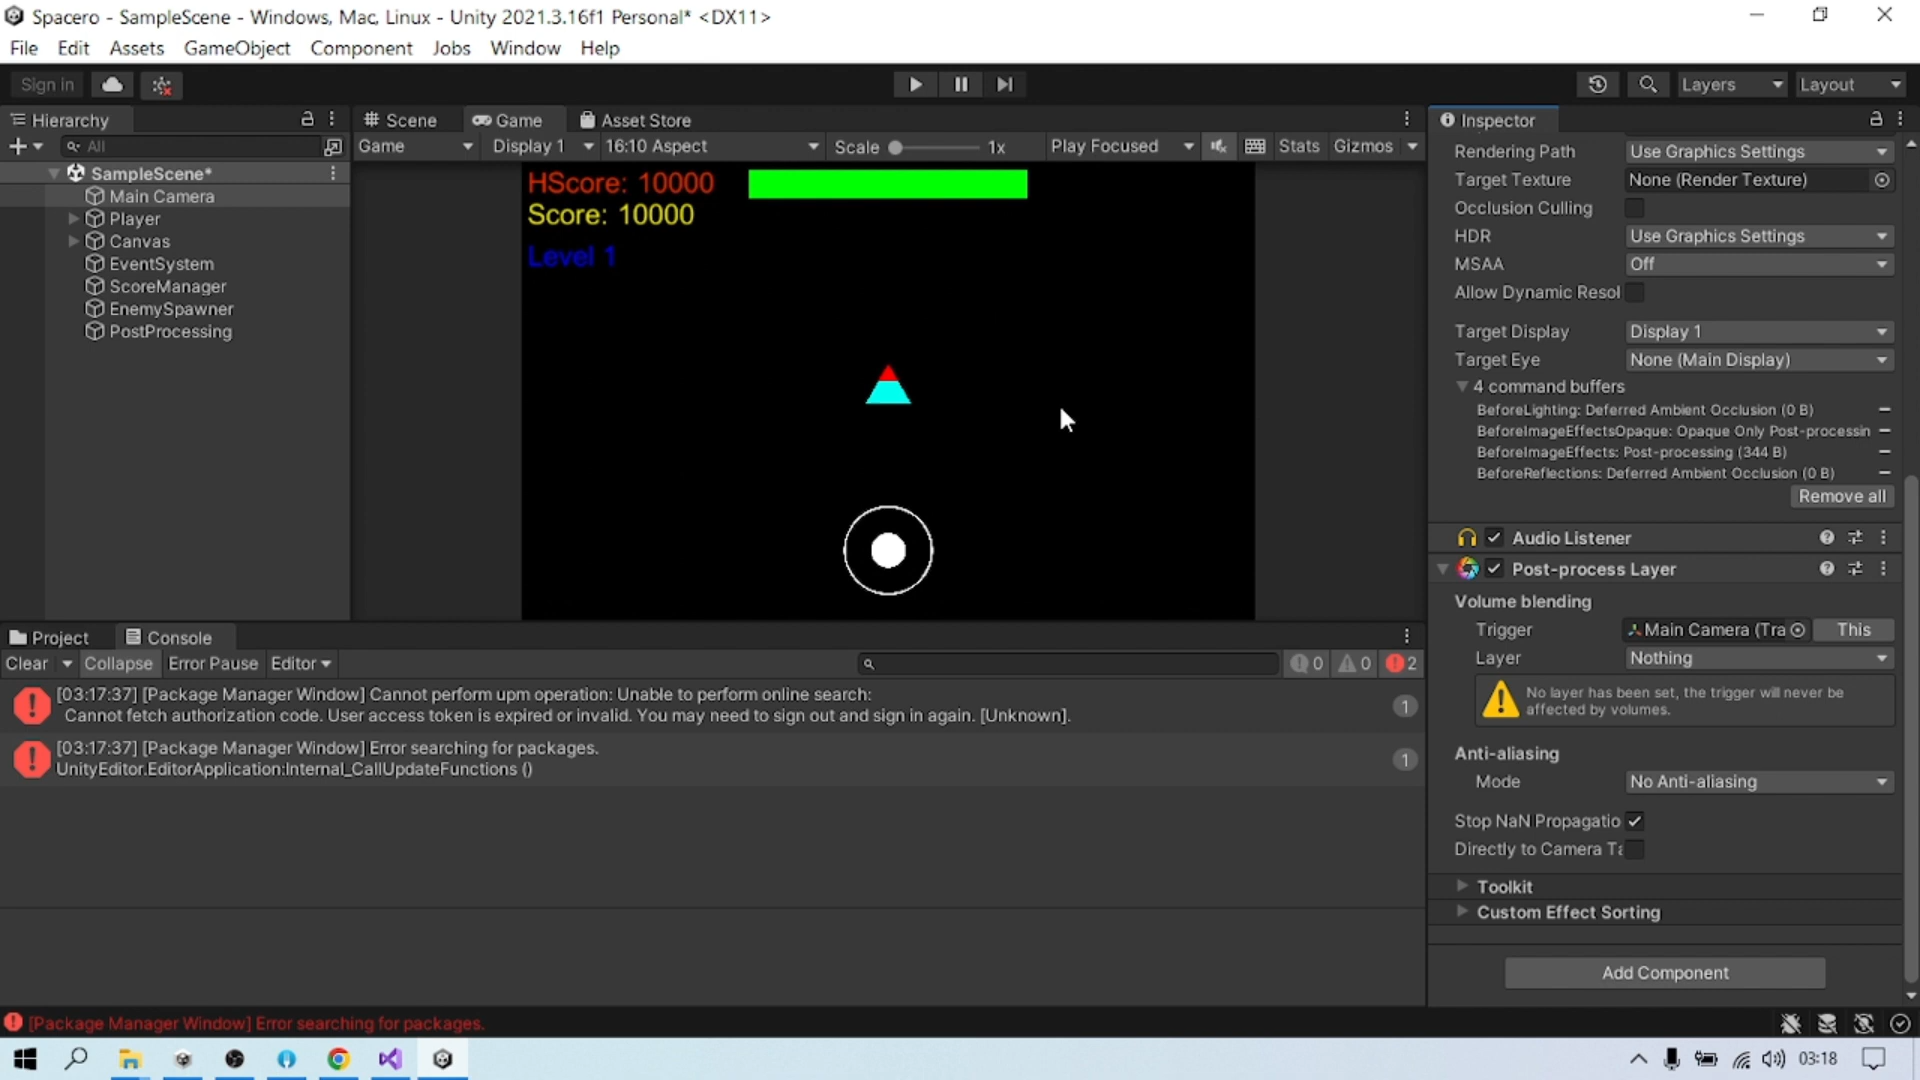 Spacero - SampleScene - Windows, Mac, Linux - Unity 2021.3.16f1 Personal* <DX11>
File Edit Assets GameObject Component Jobs Window Help
Sign in
Layers Layout
Hierarchy
All
SampleScene*
Main Camera
Player
Canvas
EventSystem
ScoreManager
EnemySpawner
PostProcessing
Scene Game Asset Store
Game Display 1 16:10 Aspect Scale 1x Play Focused Stats Gizmos
HScore: 10000
Score: 10000
Level 1
Project Console
Clear Collapse Error Pause Editor 0 0 2
[03:17:37] [Package Manager Window] Cannot perform upm operation: Unable to perform online search:
Cannot fetch authorization code. User access token is expired or invalid. You may need to sign out and sign in again. [Unknown].
1
[03:17:37] [Package Manager Window] Error searching for packages.
UnityEditor.EditorApplication:Internal_CallUpdateFunctions ()
1
Inspector
Rendering Path Use Graphics Settings
Target Texture None (Render Texture)
Occlusion Culling
HDR Use Graphics Settings
MSAA Off
Allow Dynamic Resol
Target Display Display 1
Target Eye None (Main Display)
4 command buffers
BeforeLighting: Deferred Ambient Occlusion (0 B)
BeforeImageEffectsOpaque: Opaque Only Post-processin
BeforeImageEffects: Post-processing (344 B)
BeforeReflections: Deferred Ambient Occlusion (0 B)
Remove all
Audio Listener
Post-process Layer
Volume blending
Trigger Main Camera (Tra This
Layer Nothing
No layer has been set, the trigger will never be
affected by volumes.
Anti-aliasing
Mode No Anti-aliasing
Stop NaN Propagatio
Directly to Camera Ta
Toolkit
Custom Effect Sorting
Add Component
[Package Manager Window] Error searching for packages.
03:18